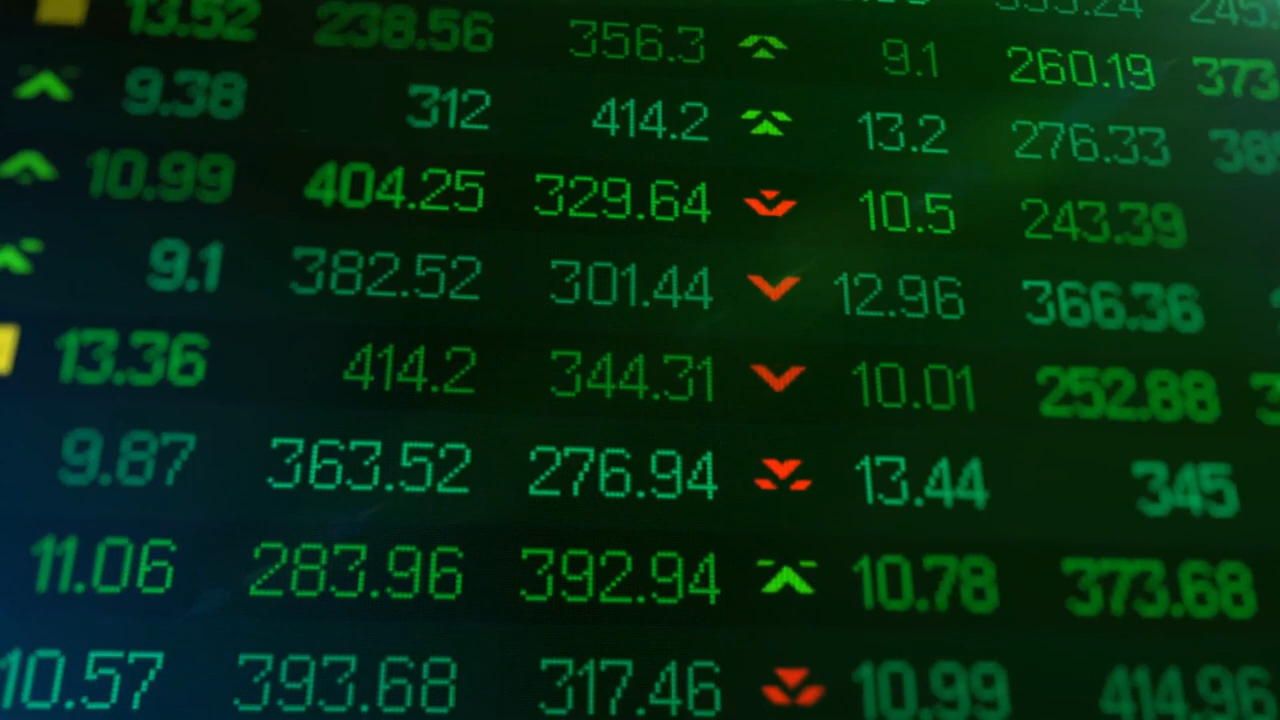 13.52 238.56 356.3 9.1 260.19 373
9.38 312 414.2 13.2 276.33 38
10.99 404.25 329.64 10.5 243.39
9.1 382.52 301.44 12.96 366.36
13.36 414.2 344.31 10.01 252.88
9.87 363.52 276.94 13.44 345
11.06 283.96 392.94 10.78 373.68
10.57 393.68 317.46 10.99 414.96